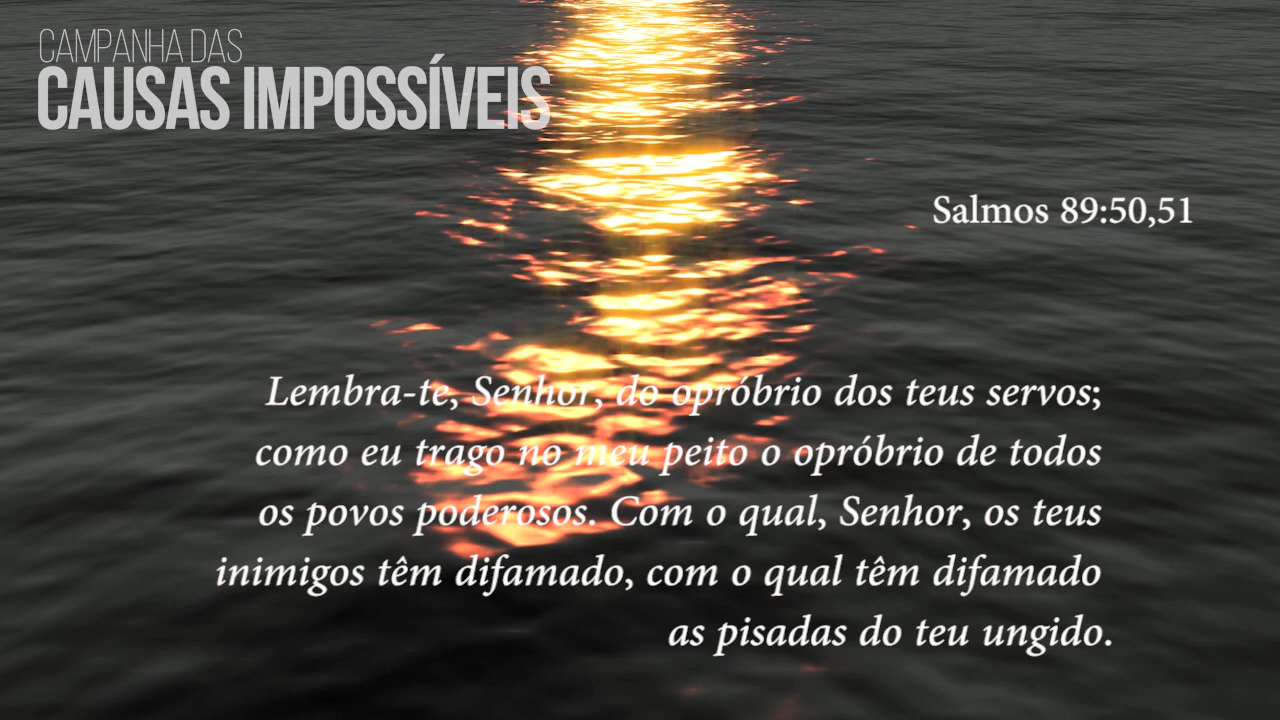 CAMPANHA DAS
CAUSAS IMPOSSÍVEIS
Salmos 89:50,51
Lembra-te, Senhor, do opróbrio dos teus servos;
como eu trago no meu peito o opróbrio de todos
os povos poderosos. Com o qual, Senhor, os teus
inimigos têm difamado, com o qual têm difamado
as pisadas do teu ungido.